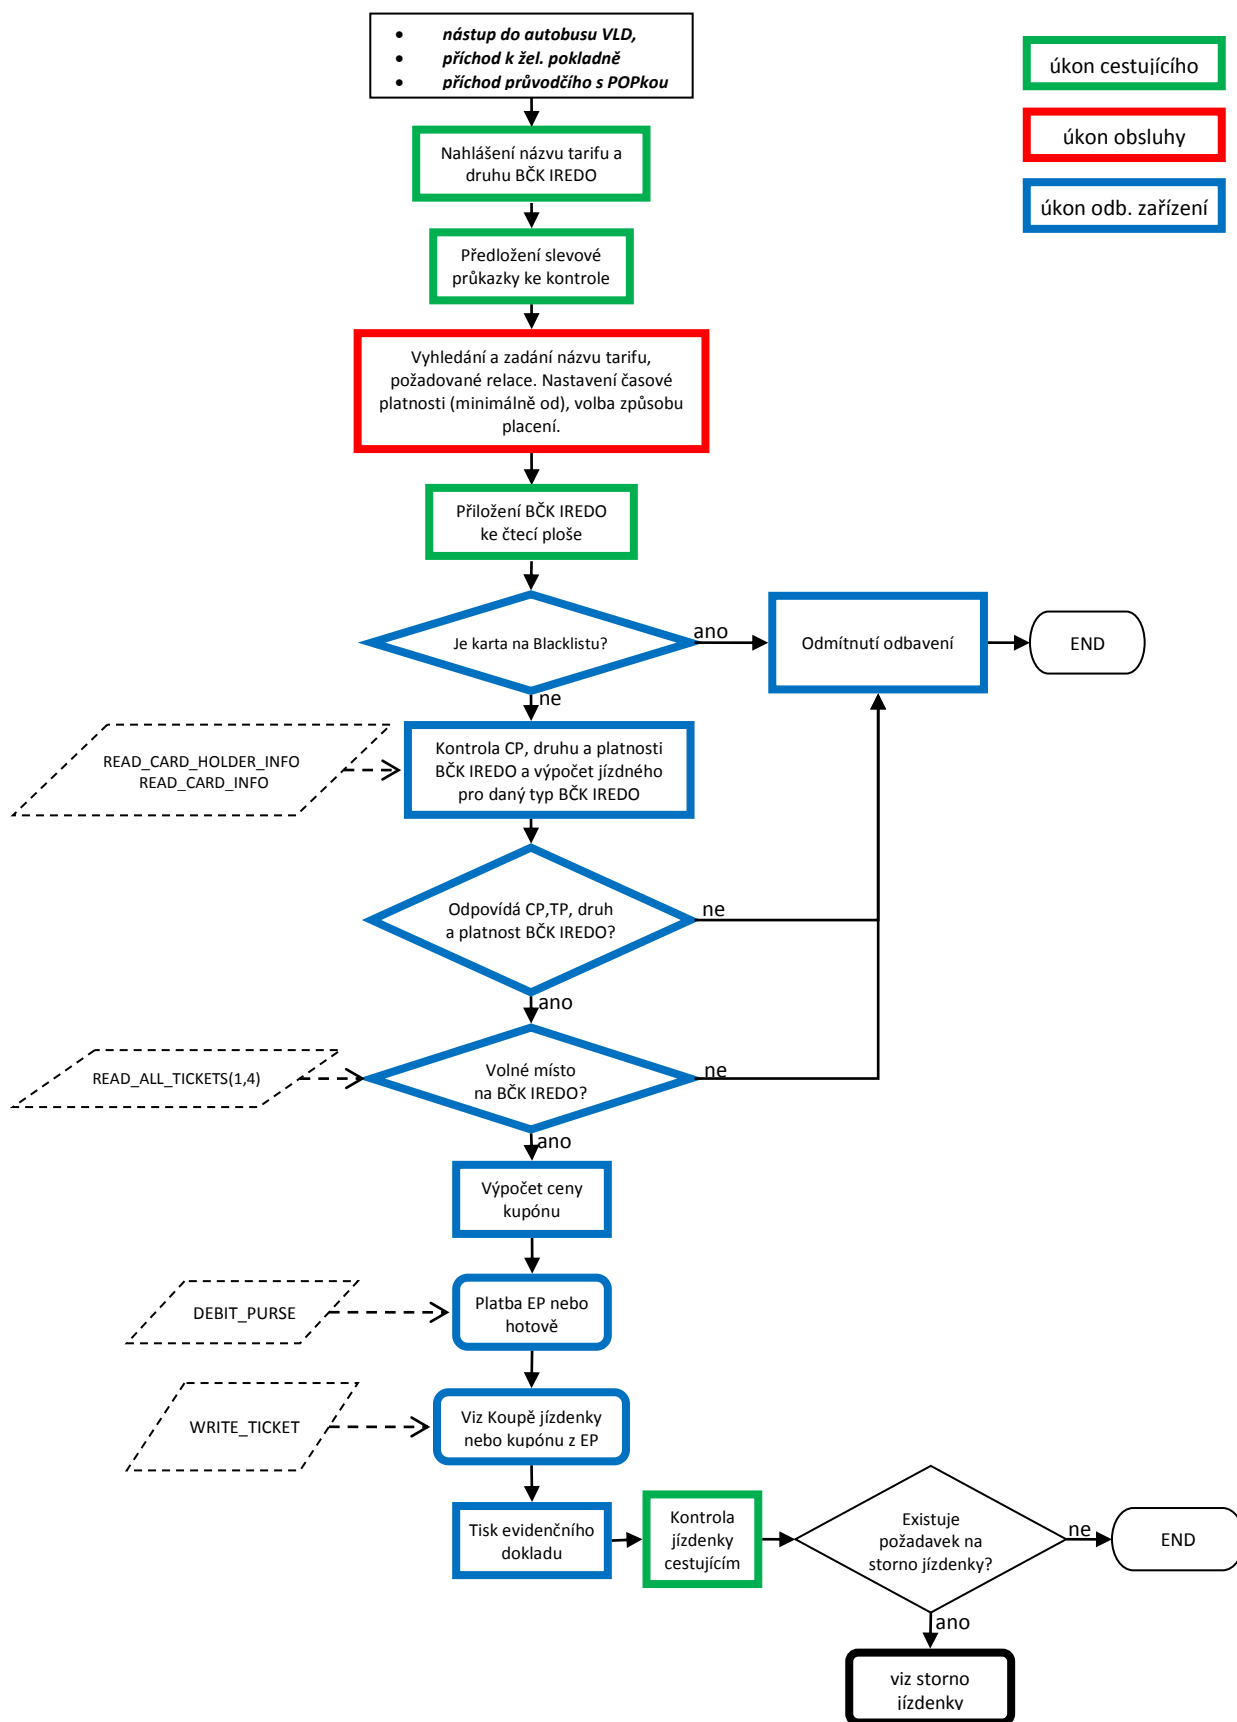 • nástup do autobusu VLD,
• příchod k žel. pokladně
• příchod průvodčího s POPkou
úkon cestujícího
úkon obsluhy
úkon odb. zařízení
Nahlášení názvu tarifu a
druhu BČK IREDO
Předložení slevové
průkazky ke kontrole
Vyhledání a zadání názvu tarifu,
požadované relace. Nastavení časové
platnosti (minimálně od), volba způsobu
placení.
Přiložení BČK IREDO
ke čtecí ploše
Je karta na Blacklistu?
ano
Odmítnutí odbavení
END
ne
READ_CARD_HOLDER_INFO
READ_CARD_INFO
Kontrola CP, druhu a platnosti
BČK IREDO a výpočet jízdného
pro daný typ BČK IREDO
Odpovídá CP,TP, druh
a platnost BČK IREDO?
ne
ano
READ_ALL_TICKETS(1,4)
Volné místo
na BČK IREDO?
ne
ano
Výpočet ceny
kupónu
DEBIT_PURSE
Platba EP nebo
hotově
WRITE_TICKET
Viz Koupě jízdenky
nebo kupónu z EP
Tisk evidenčního
dokladu
Kontrola
jízdenky
cestujícím
Existuje
požadavek na
storno jízdenky?
ne
END
ano
viz storno
jízdenky